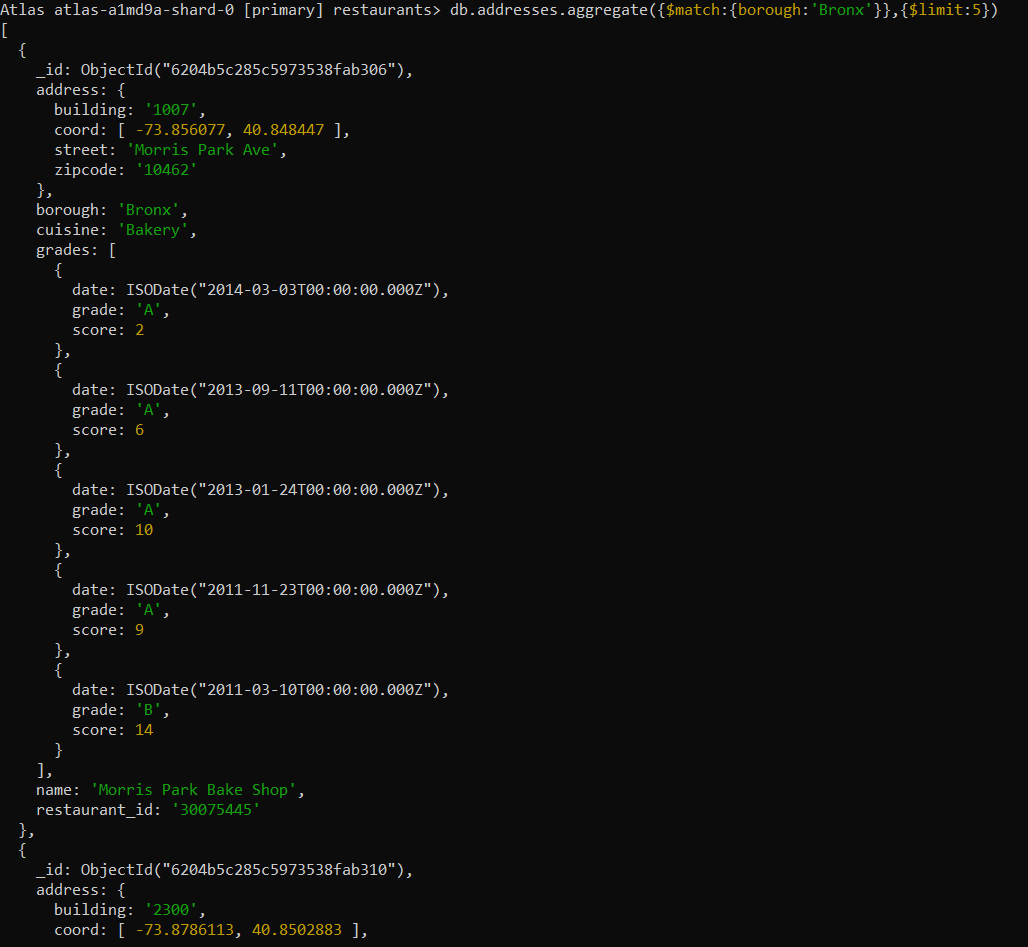 Atlas atlas-a1md9a-shard-0 [primary] restaurants> db.addresses.aggregate({$match:{borough:'Bronx'}},{$limit:5})
[
  {
    _id: ObjectId("6204b5c285c5973538fab306"),
    address: {
      building: '1007',
      coord: [ -73.856077, 40.848447 ],
      street: 'Morris Park Ave',
      zipcode: '10462'
    },
    borough: 'Bronx',
    cuisine: 'Bakery',
    grades: [
      {
        date: ISODate("2014-03-03T00:00:00.000Z"),
        grade: 'A',
        score: 2
      },
      {
        date: ISODate("2013-09-11T00:00:00.000Z"),
        grade: 'A',
        score: 6
      },
      {
        date: ISODate("2013-01-24T00:00:00.000Z"),
        grade: 'A',
        score: 10
      },
      {
        date: ISODate("2011-11-23T00:00:00.000Z"),
        grade: 'A',
        score: 9
      },
      {
        date: ISODate("2011-03-10T00:00:00.000Z"),
        grade: 'B',
        score: 14
      }
    ],
    name: 'Morris Park Bake Shop',
    restaurant_id: '30075445'
  },
  {
    _id: ObjectId("6204b5c285c5973538fab310"),
    address: {
      building: '2300',
      coord: [ -73.8786113, 40.8502883 ],